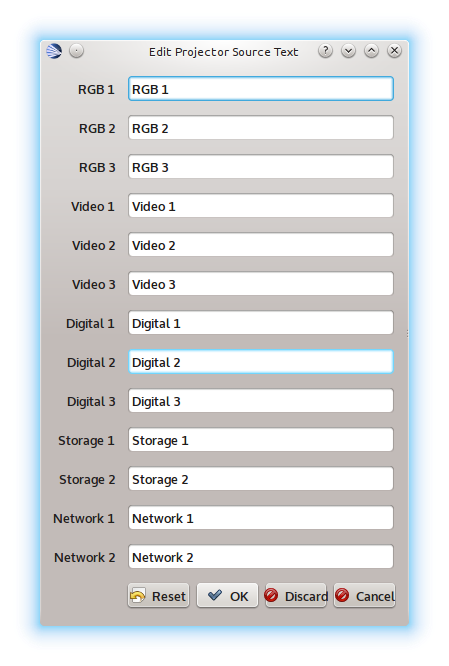 Edit Projector Source Text
RGB 1 RGB 1
RGB 2 RGB 2
RGB 3 RGB 3
Video 1 Video 1
Video 2 Video 2
Video 3 Video 3
Digital 1 Digital 1
Digital 2 Digital 2
Digital 3 Digital 3
Storage 1 Storage 1
Storage 2 Storage 2
Network 1 Network 1
Network 2 Network 2
Reset OK Discard Cancel